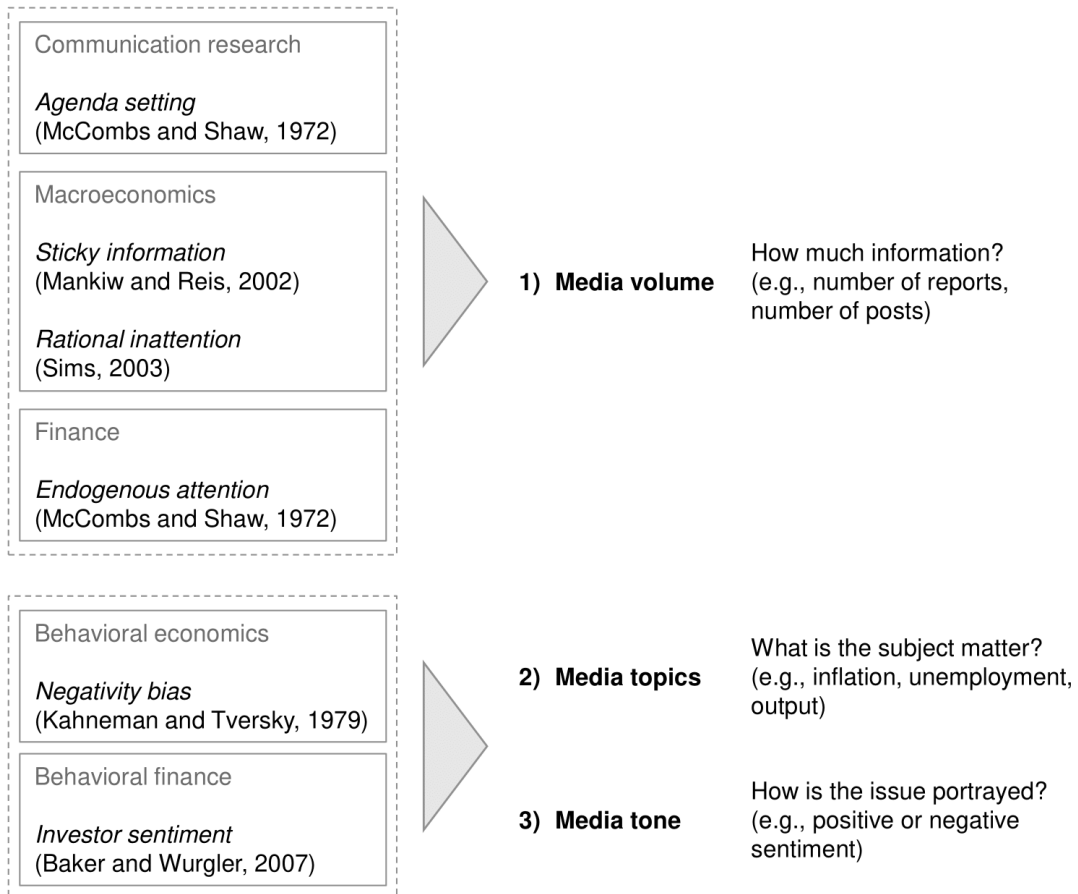 Communication research
Agenda setting
(McCombs and Shaw, 1972)
Macroeconomics
Sticky information
(Mankiw and Reis, 2002)
Rational inattention
(Sims, 2003)
Finance
Endogenous attention
(McCombs and Shaw, 1972)
1) Media volume
How much information?
(e.g., number of reports,
number of posts)
Behavioral economics
Negativity bias
(Kahneman and Tversky, 1979)
Behavioral finance
Investor sentiment
(Baker and Wurgler, 2007)
2) Media topics
What is the subject matter?
(e.g., inflation, unemployment,
output)
3) Media tone
How is the issue portrayed?
(e.g., positive or negative
sentiment)